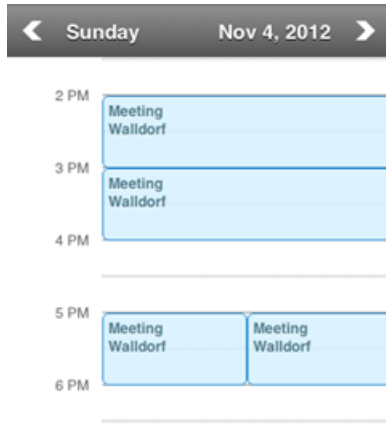 Sunday Nov 4, 2012
2 PM
Meeting
Walldorf
3 PM
Meeting
Walldorf
4 PM
5 PM
Meeting Meeting
Walldorf Walldorf
6 PM